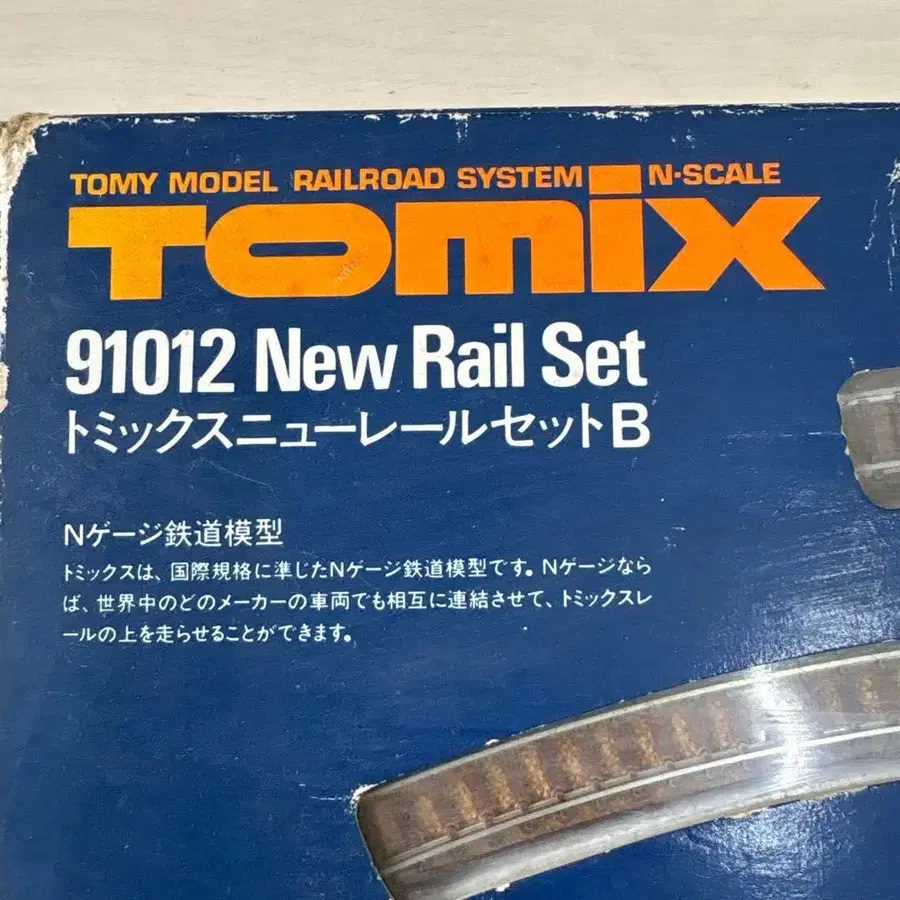 TOMY MODEL RAILROAD SYSTEM N-SCALE
TOMIX
91012 New Rail Set
トミックスニューレールセットB
Nゲージ鉄道模型
トミックスは、国際規格に準じたNゲージ鉄道模型です。Nゲージなら
ば、世界中のどのメーカーの車両でも相互に連結させて、トミックスレ
ールの上を走らせることができます。